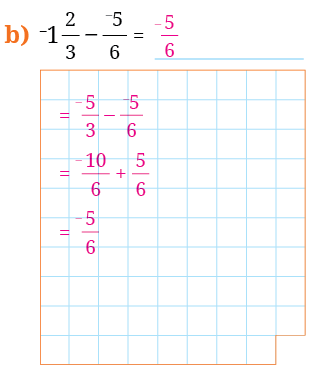 b) ⁻1 2/3 − ⁻5/6 = ⁻5/6
= ⁻5/3 − ⁻5/6
= ⁻10/6 + 5/6
= ⁻5/6